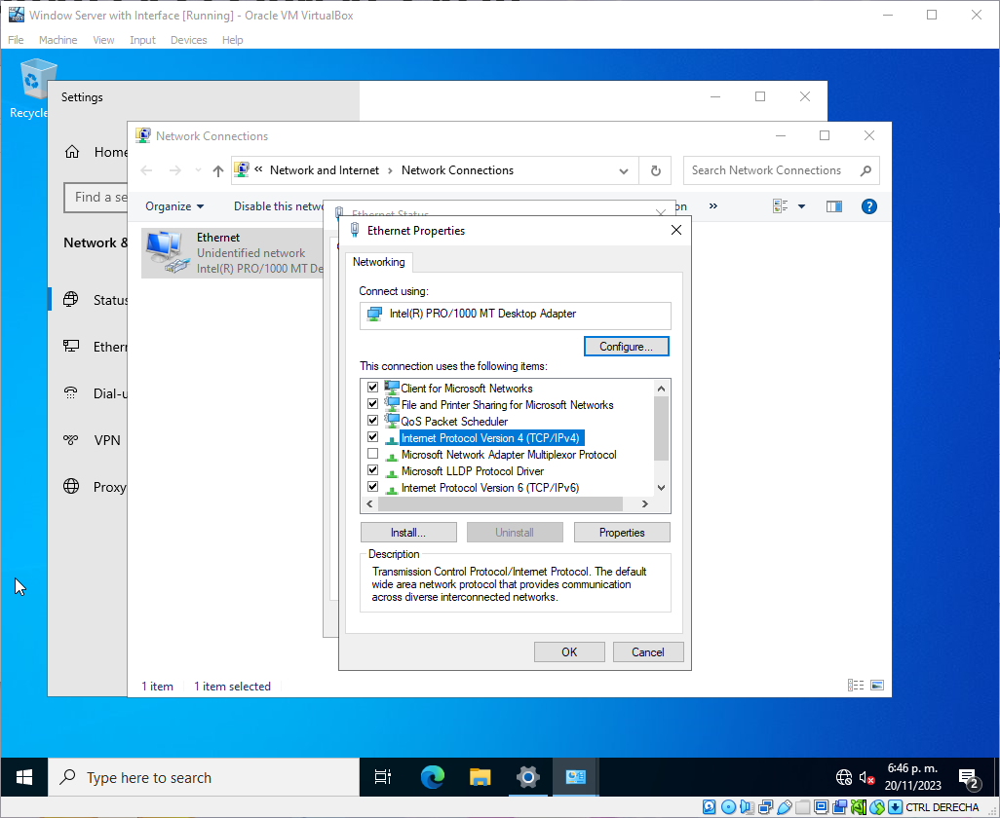 Window Server with Interface [Running] - Oracle VM VirtualBox
File Machine View Input Devices Help
Recycle
Settings
Network Connections
Home
« Network and Internet › Network Connections
Search Network Connections
Find a se
Organize
Disable this netwo
on »
Ethernet Status
Ethernet Properties
Network &
Ethernet
Unidentified network
Intel(R) PRO/1000 MT De
Networking
Connect using:
Status
Intel(R) PRO/1000 MT Desktop Adapter
Ethern
Configure...
This connection uses the following items:
Client for Microsoft Networks
Dial-u
File and Printer Sharing for Microsoft Networks
QoS Packet Scheduler
VPN
Internet Protocol Version 4 (TCP/IPv4)
Microsoft Network Adapter Multiplexor Protocol
Microsoft LLDP Protocol Driver
Proxy
Internet Protocol Version 6 (TCP/IPv6)
Install... Uninstall Properties
Description
Transmission Control Protocol/Internet Protocol. The default
wide area network protocol that provides communication
across diverse interconnected networks.
OK Cancel
1 item 1 item selected
Type here to search
6:46 p. m.
20/11/2023
2
CTRL DERECHA